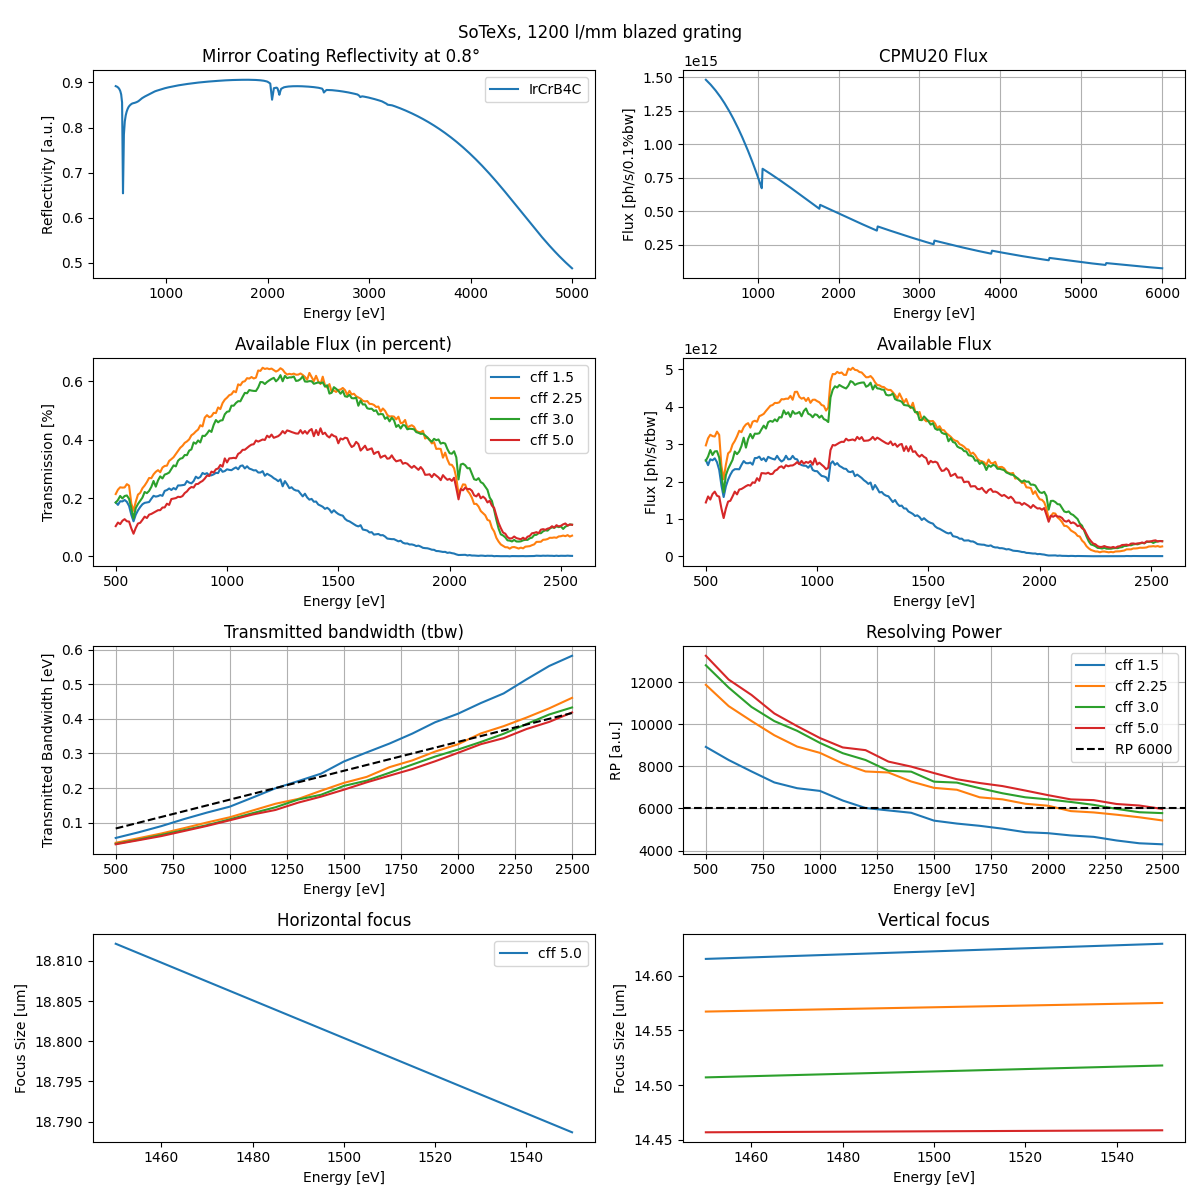 SoTeXs, 1200 l/mm blazed grating
Mirror Coating Reflectivity at 0.8°
Reflectivity [a.u.]
0.9
0.8
0.7
0.6
0.5
IrCrB4C
1000 2000 3000 4000 5000
Energy [eV]
CPMU20 Flux
1e15
Flux [ph/s/0.1%bw]
1.50
1.25
1.00
0.75
0.50
0.25
1000 2000 3000 4000 5000 6000
Energy [eV]
Available Flux (in percent)
Transmission [%]
0.6
0.4
0.2
0.0
cff 1.5
cff 2.25
cff 3.0
cff 5.0
500 1000 1500 2000 2500
Energy [eV]
Available Flux
1e12
Flux [ph/s/tbw]
5
4
3
2
1
0
500 1000 1500 2000 2500
Energy [eV]
Transmitted bandwidth (tbw)
Transmitted Bandwidth [eV]
0.6
0.5
0.4
0.3
0.2
0.1
500 750 1000 1250 1500 1750 2000 2250 2500
Energy [eV]
Resolving Power
RP [a.u.]
12000
10000
8000
6000
4000
cff 1.5
cff 2.25
cff 3.0
cff 5.0
RP 6000
500 750 1000 1250 1500 1750 2000 2250 2500
Energy [eV]
Horizontal focus
Focus Size [um]
18.810
18.805
18.800
18.795
18.790
cff 5.0
1460 1480 1500 1520 1540
Energy [eV]
Vertical focus
Focus Size [um]
14.60
14.55
14.50
14.45
1460 1480 1500 1520 1540
Energy [eV]